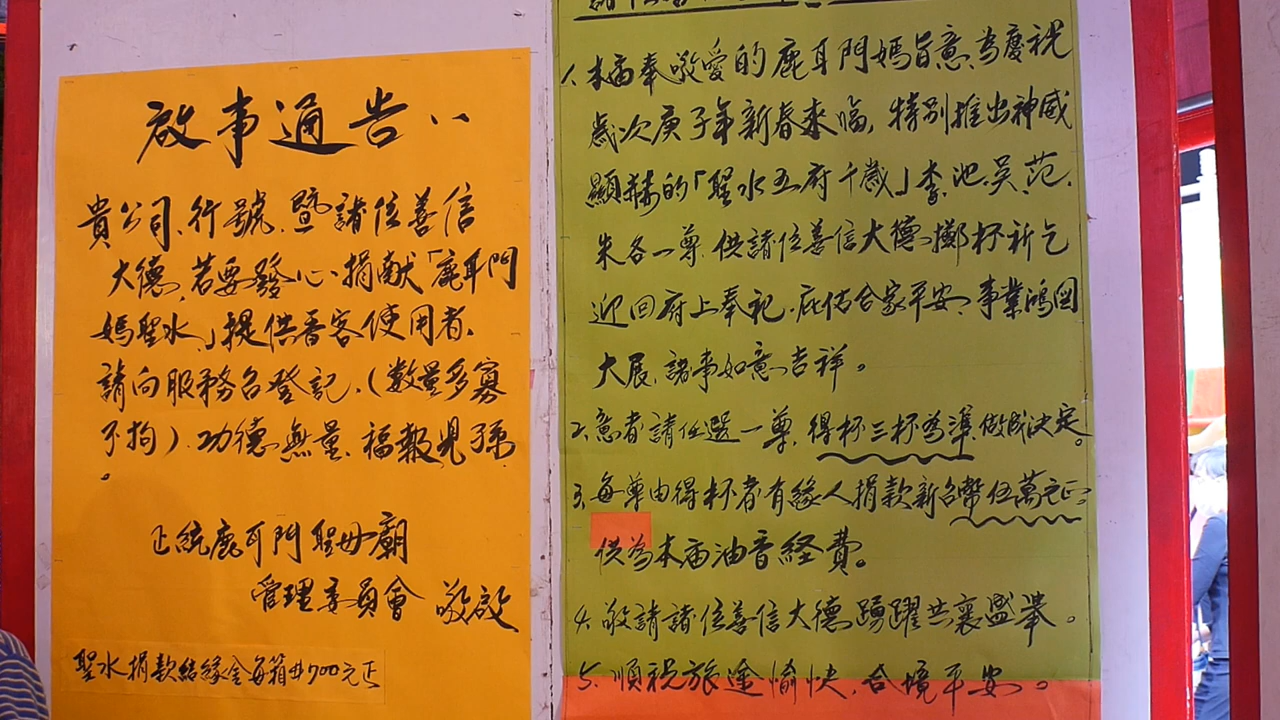 啟事通告：
貴公司、行號、暨諸位善信
大德，若要發心捐献「鹿耳門
媽聖水」提供香客使用者，
請向服務台登記，(數量多寡
不拘)，功德無量，福報兒孫
。
正統鹿耳門聖母廟
管理委員會 敬啟
聖水捐款結緣金每箱$700元正
1. 本庙奉敬愛的鹿耳門媽旨意，為慶祝
歲次庚子年新春來臨，特別推出神威
顯赫的「聖水五府千歲」李、池、吳、范、
朱各一尊，供諸位善信大德擲杯祈乞
迎回府上奉祀，庇佑合家平安、事業鴻图
大展，諸事如意吉祥。
2. 意者請任選一尊，得杯三杯為準，做成決定。
3. 每尊由得杯者有緣人捐款新台幣伍萬元正。
供為本庙油香経費。
4. 敬請諸位善信大德踴躍共襄盛舉。
5. 順祝旅途愉快，合境平安。